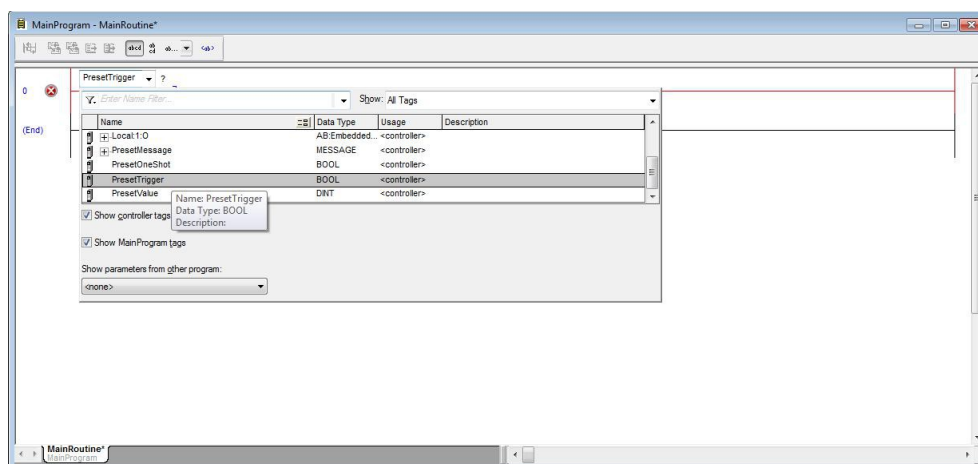 MainProgram - MainRoutine*
abcd ab...
PresetTrigger ?
0
Enter Name Filter... Show: All Tags
(End)
Name Data Type Usage Description
Local:1:O AB:Embedded... <controller>
PresetMessage MESSAGE <controller>
PresetOneShot BOOL <controller>
PresetTrigger BOOL <controller>
PresetValue DINT <controller>
Name: PresetTrigger
Data Type: BOOL
Description:
Show controller tags
Show MainProgram tags
Show parameters from other program:
<none>
MainRoutine*
MainProgram